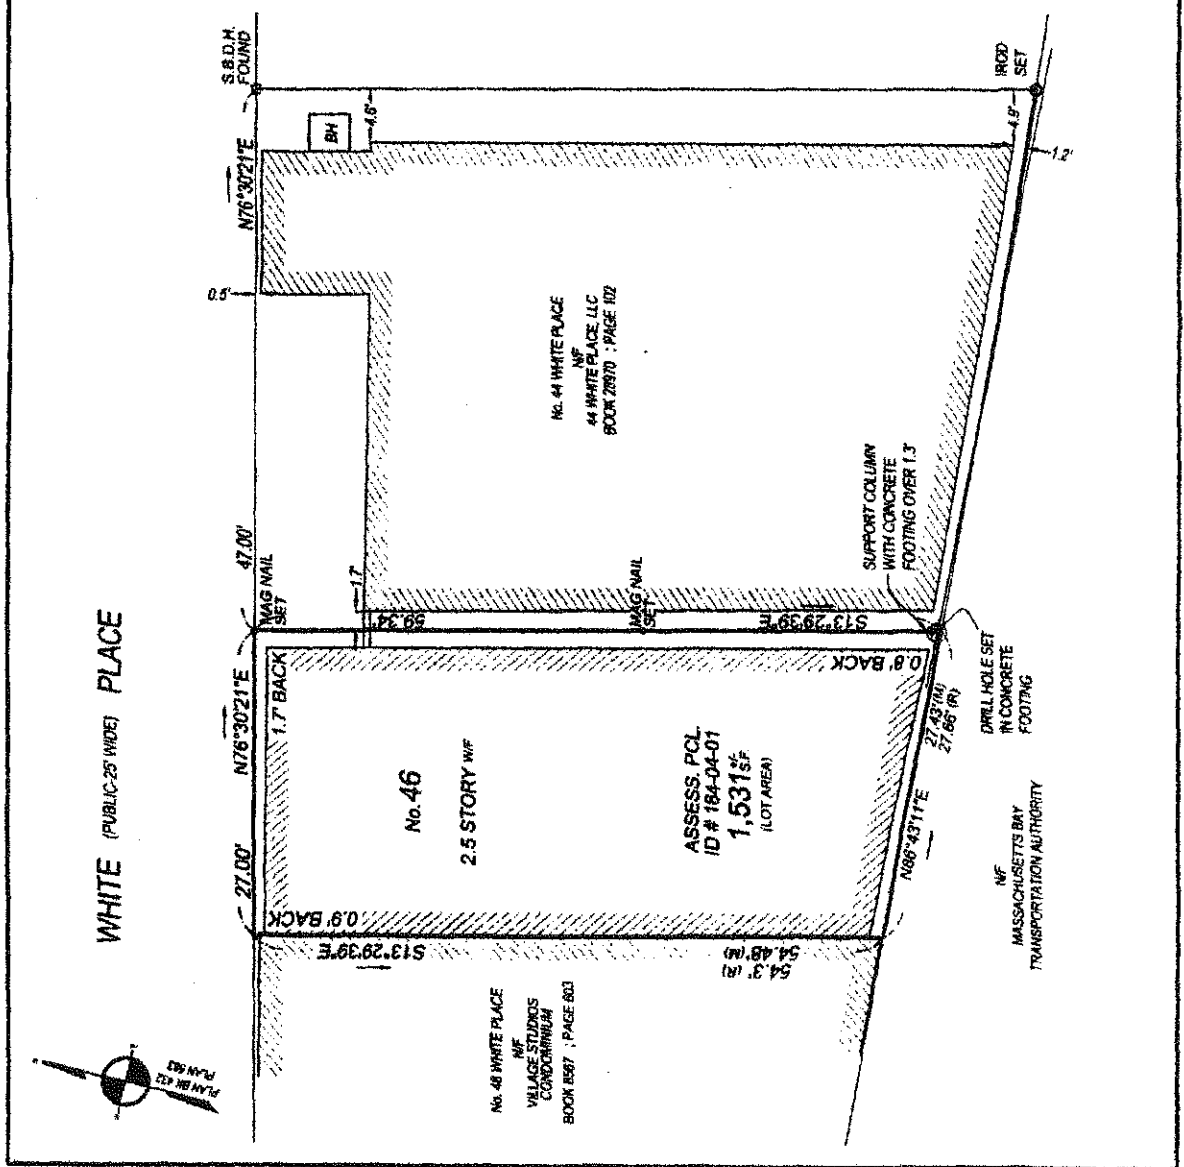 WHITE (PUBLIC-25' WIDE) PLACE
PLAN BK 432
PLAN 563
27.00'
N76°30'21"E
47.00'
N76°30'21"E
S.B.D.H.
FOUND
MAG NAIL
SET
0.5'
BH
4.6'
1.7'
1.7' BACK
0.9' BACK
S13°29'39"E
54.3' (R)
54.48' (M)
No. 48 WHITE PLACE
N/F
VILLAGE STUDIOS
CONDOMINIUM
BOOK 8567 ; PAGE 603
No. 46
2.5 STORY W/F
ASSESS. PCL.
ID # 184-04-01
1,531 +/- S.F.
(LOT AREA)
0.8' BACK
59.34'
MAG NAIL
SET
S13°29'39"E
No. 44 WHITE PLACE
N/F
44 WHITE PLACE, LLC
BOOK 28970 ; PAGE 102
SUPPORT COLUMN
WITH CONCRETE
FOOTING OVER 1.3'
4.9'
IROD
SET
1.2'
27.43' (M)
27.66' (R)
N86°43'11"E
DRILL HOLE SET
IN CONCRETE
FOOTING
N/F
MASSACHUSETTS BAY
TRANSPORTATION AUTHORITY